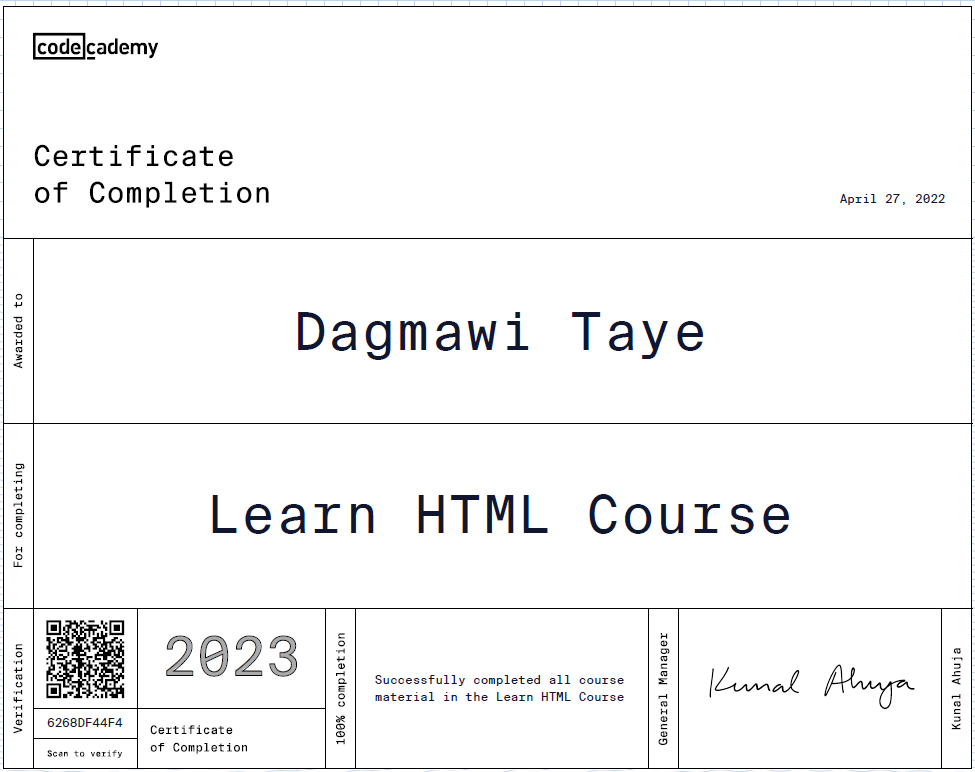 codecademy
Certificate
of Completion
April 27, 2022
Awarded to
Dagmawi Taye
For completing
Learn HTML Course
Verification
6268DF44F4
Scan to verify
2023
Certificate
of Completion
100% completion
Successfully completed all course
material in the Learn HTML Course
General Manager
Kunal Ahuja
Kunal Ahuja